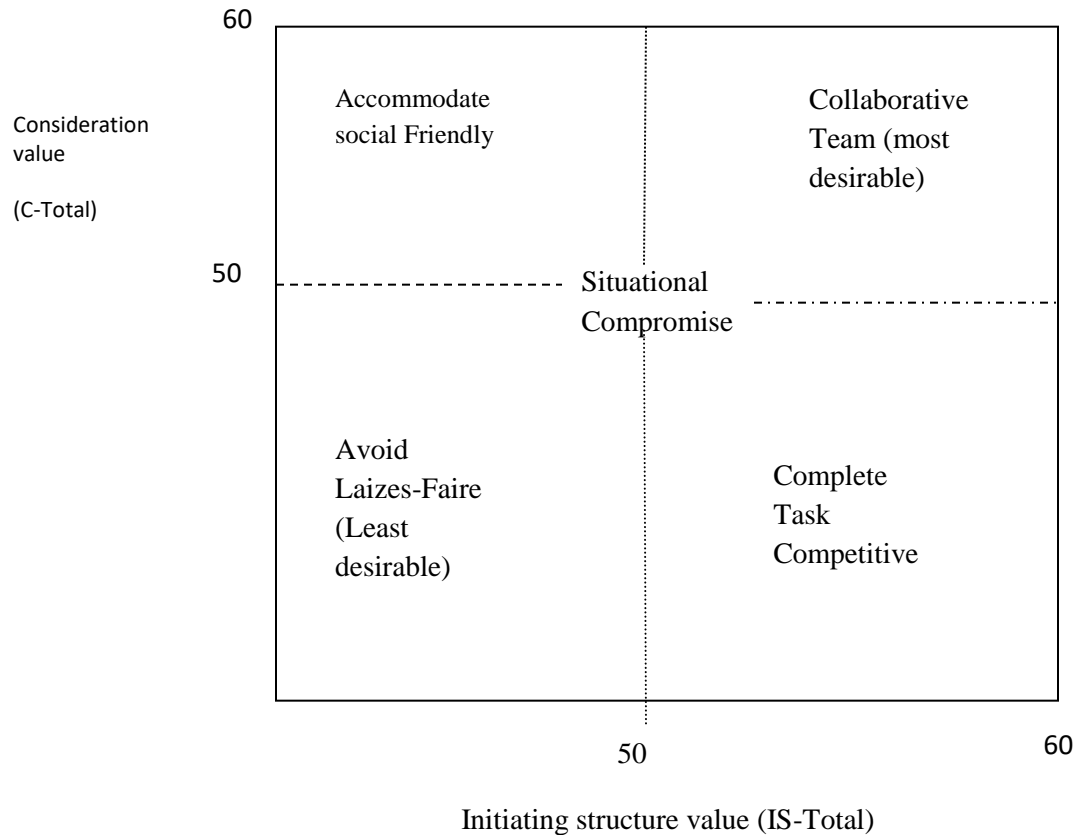 60
Accommodate
social Friendly
Collaborative
Team (most
desirable)
Consideration
value
(C-Total)
50
Situational
Compromise
Avoid
Laizes-Faire
(Least
desirable)
Complete
Task
Competitive
50
60
Initiating structure value (IS-Total)